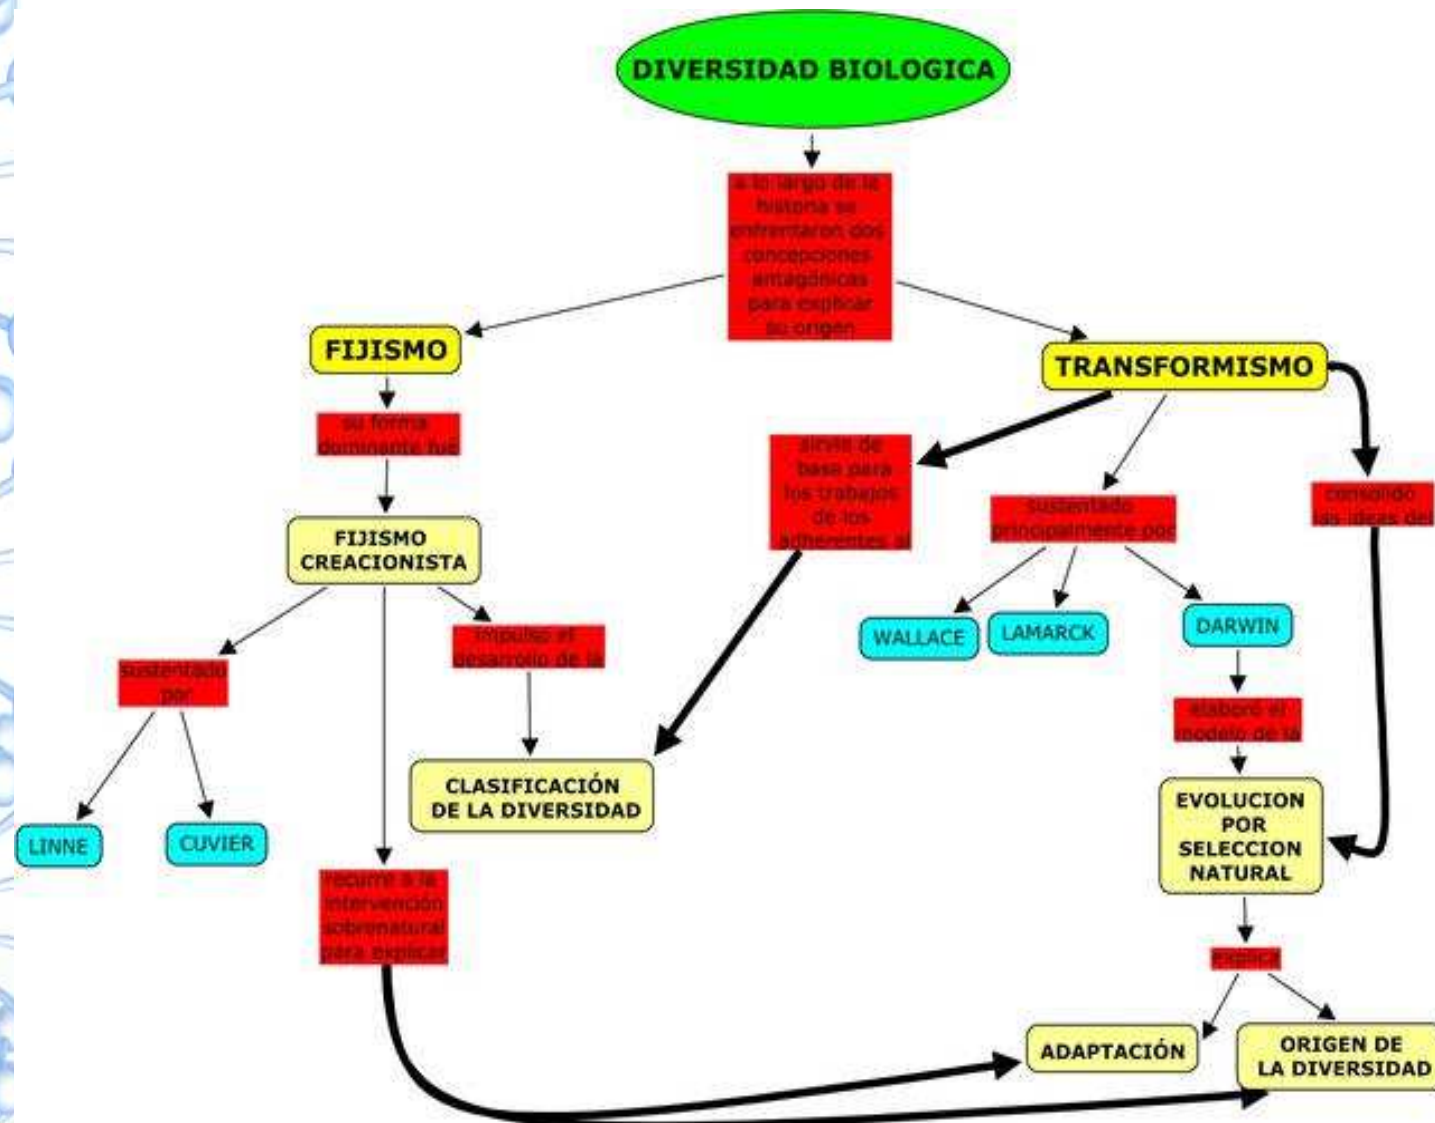 DIVERSIDAD BIOLOGICA
a lo largo de la
historia se
enfrentaron dos
concepciones
antagónicas
para explicar
su origen
FIJISMO
TRANSFORMISMO
su forma
dominante fue
sirvio de
base para
los trabajos
de los
adherentes al
sustentado
principalmente por
consolidó
las ideas del
FIJISMO
CREACIONISTA
WALLACE
LAMARCK
DARWIN
sustentado
por
impulso el
desarrollo de la
elaboró el
modelo de la
CLASIFICACIÓN
DE LA DIVERSIDAD
EVOLUCION
POR
SELECCION
NATURAL
LINNE
CUVIER
recurre a la
intervención
sobrenatural
para explicar
explica
ADAPTACIÓN
ORIGEN DE
LA DIVERSIDAD